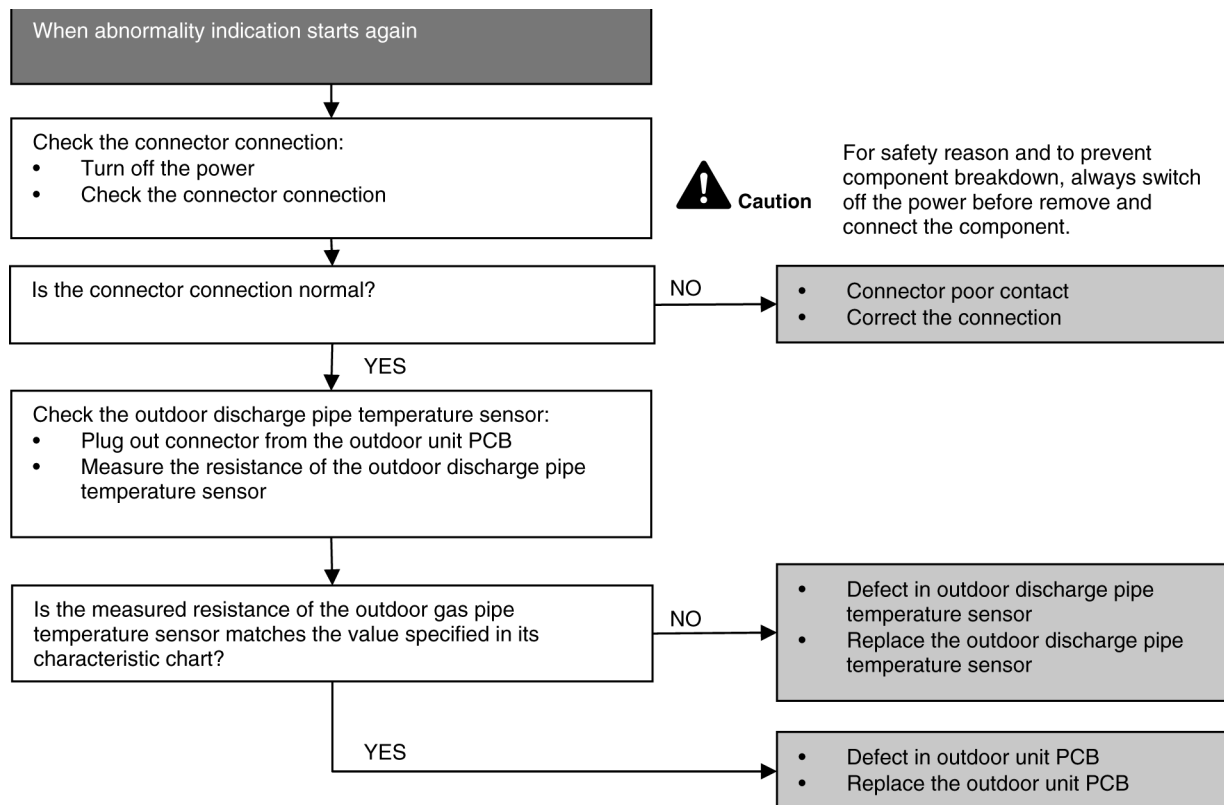 When abnormality indication starts again
Check the connector connection:
• Turn off the power
• Check the connector connection
Caution
For safety reason and to prevent
component breakdown, always switch
off the power before remove and
connect the component.
Is the connector connection normal?
NO
• Connector poor contact
• Correct the connection
YES
Check the outdoor discharge pipe temperature sensor:
• Plug out connector from the outdoor unit PCB
• Measure the resistance of the outdoor discharge pipe
temperature sensor
Is the measured resistance of the outdoor gas pipe
temperature sensor matches the value specified in its
characteristic chart?
NO
• Defect in outdoor discharge pipe
temperature sensor
• Replace the outdoor discharge pipe
temperature sensor
YES
• Defect in outdoor unit PCB
• Replace the outdoor unit PCB